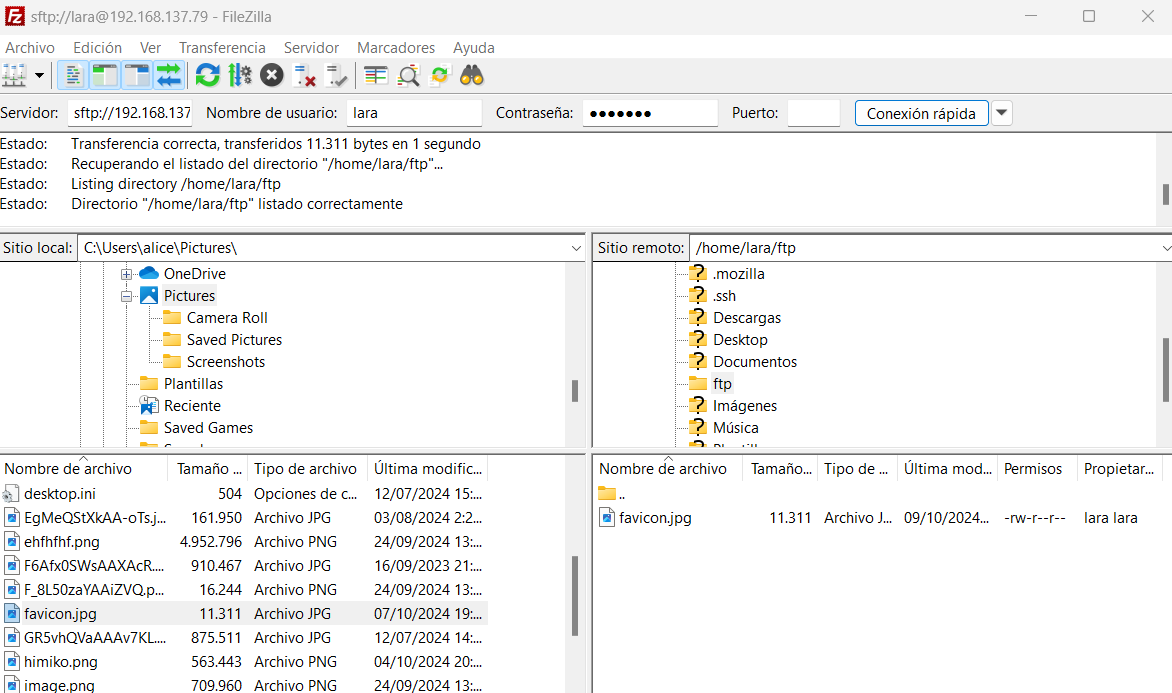 sftp://lara@192.168.137.79 - FileZilla
Archivo Edición Ver Transferencia Servidor Marcadores Ayuda
Servidor: sftp://192.168.137 Nombre de usuario: lara Contraseña: ●●●●●●● Puerto: Conexión rápida
Estado: Transferencia correcta, transferidos 11.311 bytes en 1 segundo
Estado: Recuperando el listado del directorio "/home/lara/ftp"...
Estado: Listing directory /home/lara/ftp
Estado: Directorio "/home/lara/ftp" listado correctamente
Sitio local: C:\Users\alice\Pictures\
OneDrive
Pictures
Camera Roll
Saved Pictures
Screenshots
Plantillas
Reciente
Saved Games
Sitio remoto: /home/lara/ftp
.mozilla
.ssh
Descargas
Desktop
Documentos
ftp
Imágenes
Música
Nombre de archivo Tamaño ... Tipo de archivo Última modific...
desktop.ini 504 Opciones de c... 12/07/2024 15:...
EgMeQStXkAA-oTs.j... 161.950 Archivo JPG 03/08/2024 2:2...
ehfhfhf.png 4.952.796 Archivo PNG 24/09/2024 13:...
F6Afx0SWsAAXAcR.... 910.467 Archivo JPG 16/09/2023 21:...
F_8L50zaYAAiZVQ.p... 16.244 Archivo PNG 24/09/2024 13:...
favicon.jpg 11.311 Archivo JPG 07/10/2024 19:...
GR5vhQVaAAAv7KL.... 875.511 Archivo JPG 12/07/2024 14:...
himiko.png 563.443 Archivo PNG 04/10/2024 20:...
image.png 709.960 Archivo PNG 24/09/2024 13:...
Nombre de archivo Tamaño... Tipo de ... Última mod... Permisos Propietar...
..
favicon.jpg 11.311 Archivo J... 09/10/2024... -rw-r--r-- lara lara